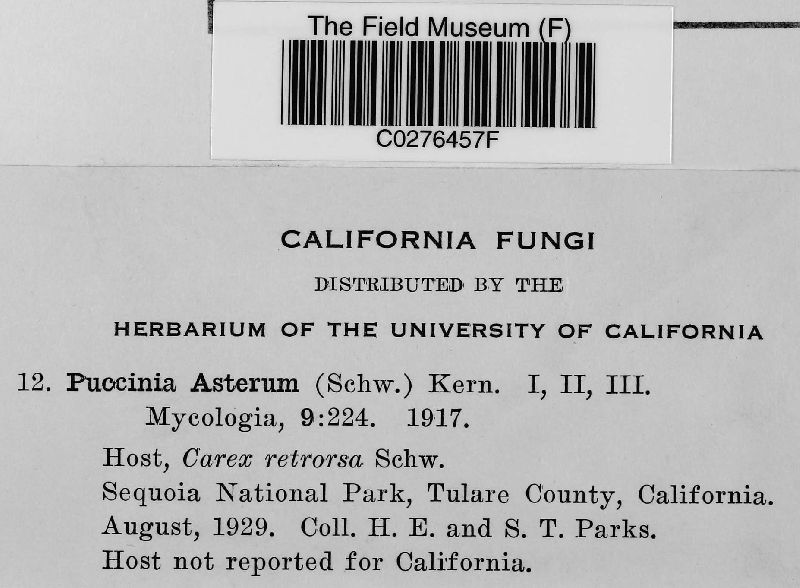 The Field Museum (F)
C0276457F
CALIFORNIA FUNGI
DISTRIBUTED BY THE
HERBARIUM OF THE UNIVERSITY OF CALIFORNIA
12. Puccinia Asterum (Schw.) Kern. I, II, III.
Mycologia, 9:224. 1917.
Host, Carex retrorsa Schw.
Sequoia National Park, Tulare County, California.
August, 1929. Coll. H. E. and S. T. Parks.
Host not reported for California.